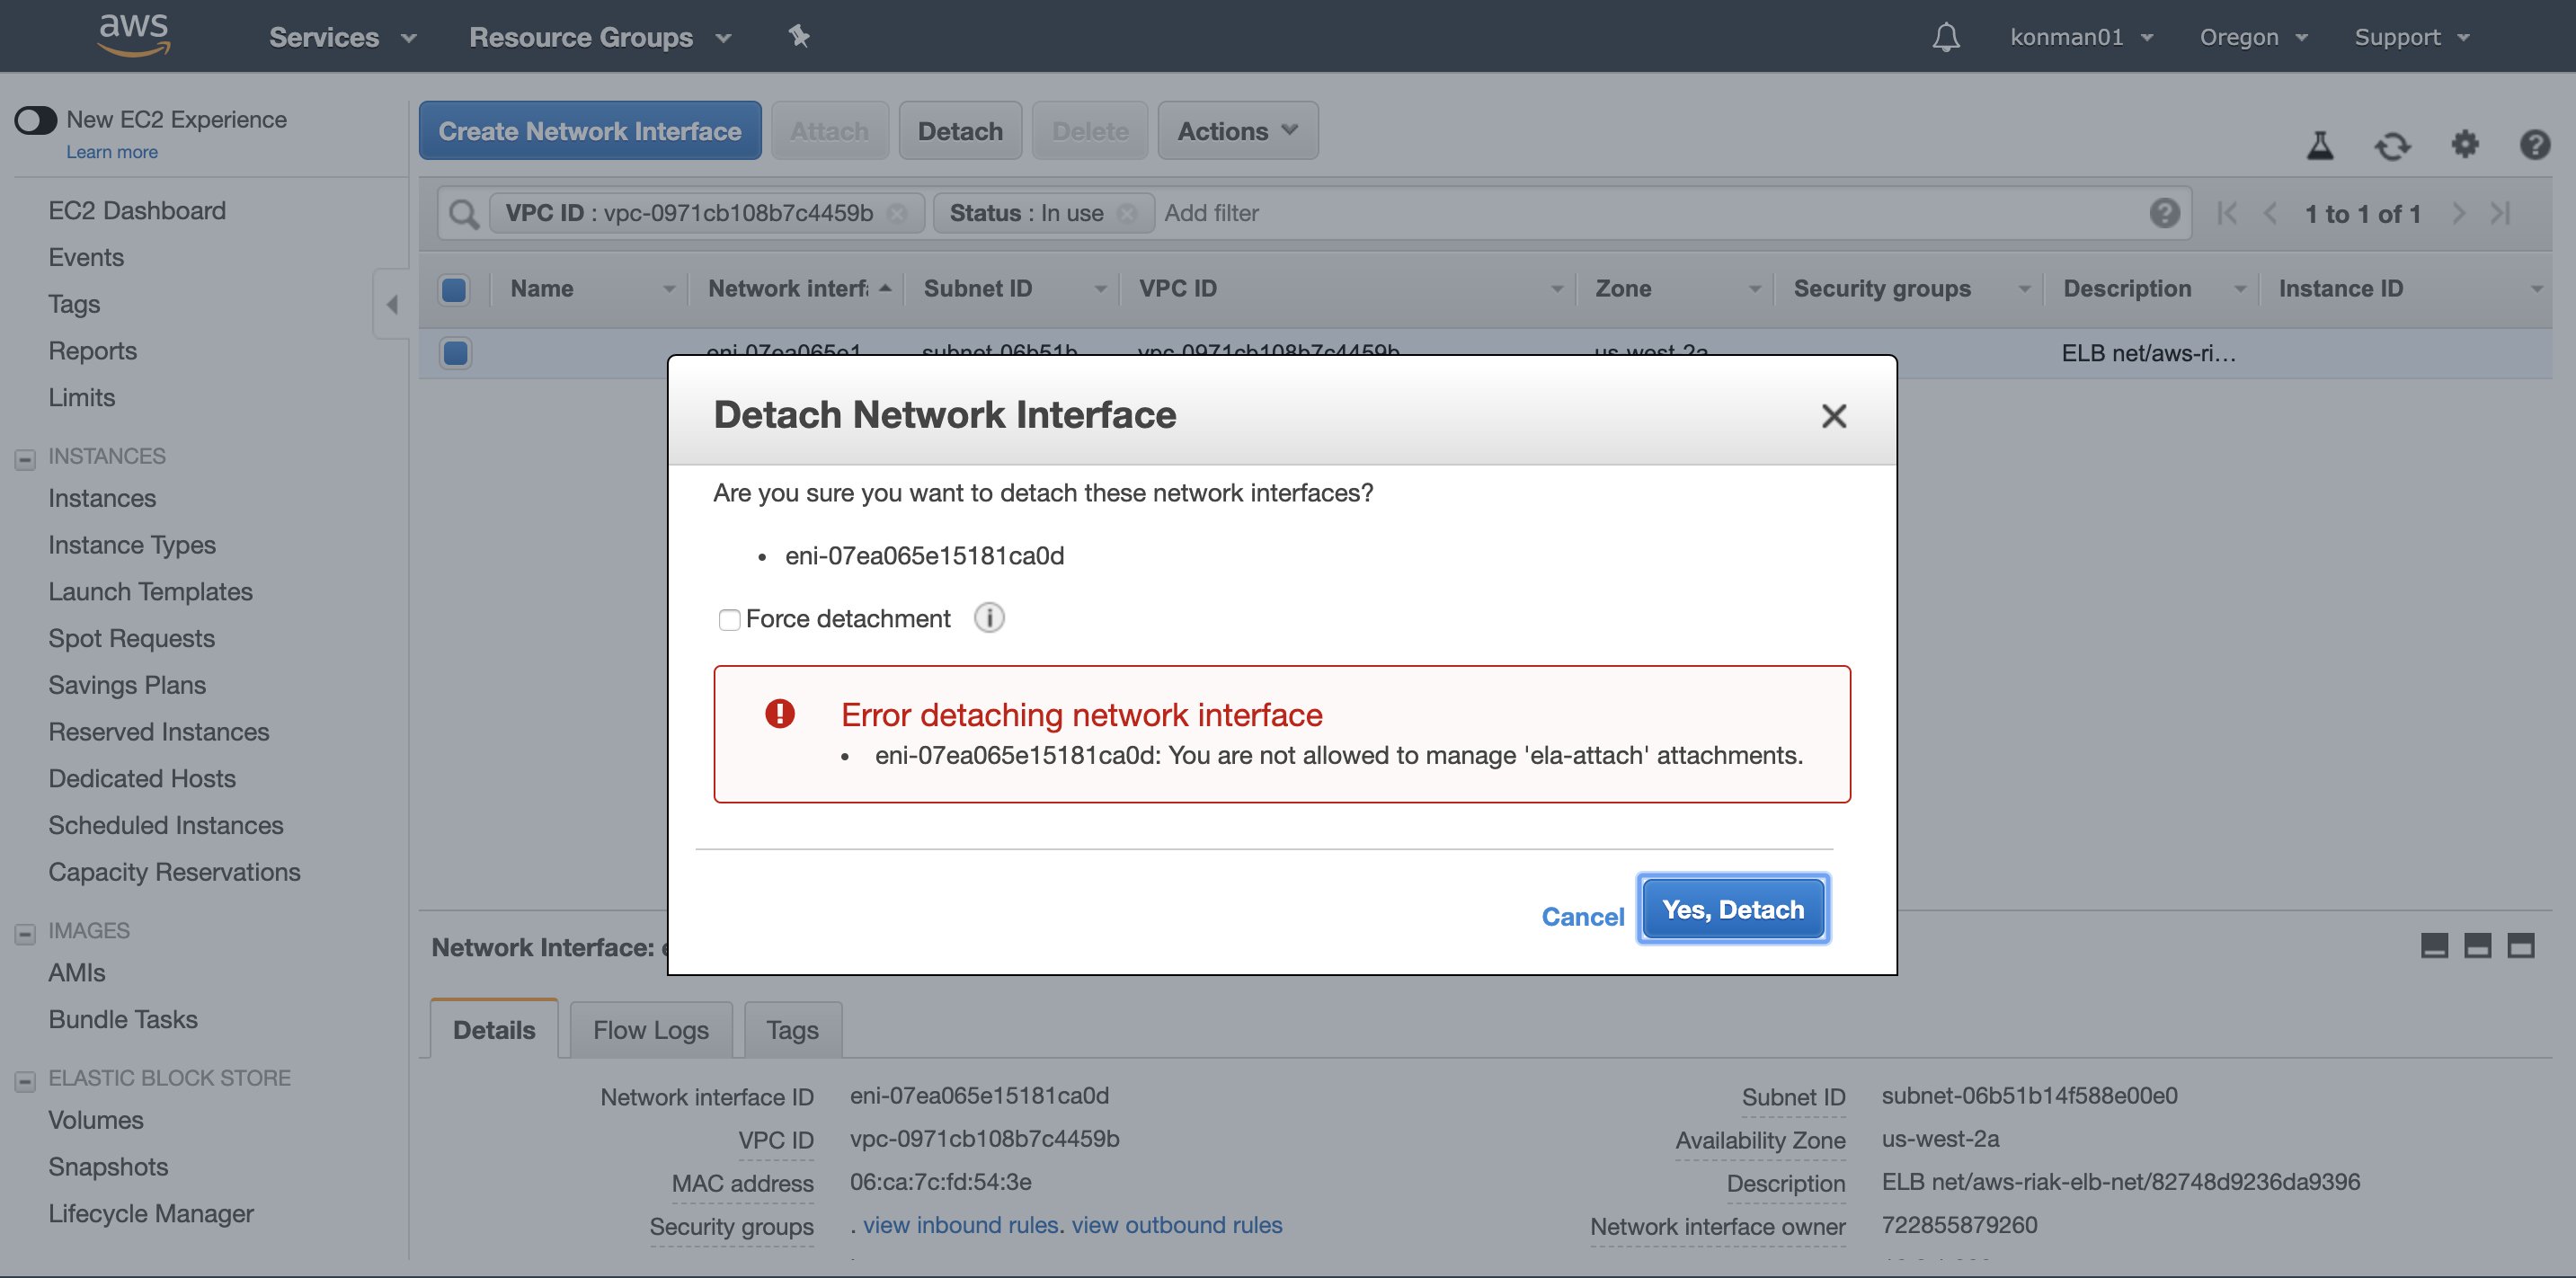 aws Services Resource Groups konman01 Oregon Support
New EC2 Experience
Learn more
EC2 Dashboard
Events
Tags
Reports
Limits
INSTANCES
Instances
Instance Types
Launch Templates
Spot Requests
Savings Plans
Reserved Instances
Dedicated Hosts
Scheduled Instances
Capacity Reservations
IMAGES
AMIs
Bundle Tasks
ELASTIC BLOCK STORE
Volumes
Snapshots
Lifecycle Manager
Create Network Interface Attach Detach Delete Actions
VPC ID : vpc-0971cb108b7c4459b Status : In use Add filter 1 to 1 of 1
Name Network interf Subnet ID VPC ID Zone Security groups Description Instance ID
eni-07ea065e1 subnet-06b51b vpc-0971cb108b7c4459b us-west-2a ELB net/aws-ri...
Detach Network Interface
Are you sure you want to detach these network interfaces?
• eni-07ea065e15181ca0d
Force detachment
Error detaching network interface
• eni-07ea065e15181ca0d: You are not allowed to manage 'ela-attach' attachments.
Cancel Yes, Detach
Network Interface:
Details Flow Logs Tags
Network interface ID eni-07ea065e15181ca0d Subnet ID subnet-06b51b14f588e00e0
VPC ID vpc-0971cb108b7c4459b Availability Zone us-west-2a
MAC address 06:ca:7c:fd:54:3e Description ELB net/aws-riak-elb-net/82748d9236da9396
Security groups . view inbound rules. view outbound rules Network interface owner 722855879260